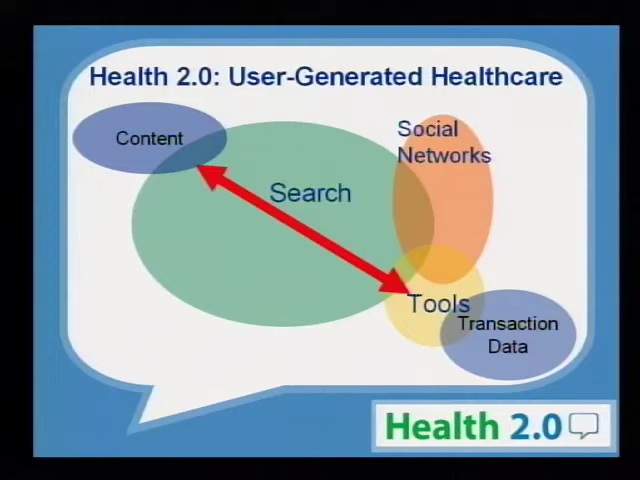 Health 2.0: User-Generated Healthcare
Content
Social
Networks
Search
Tools
Transaction
Data
Health 2.0